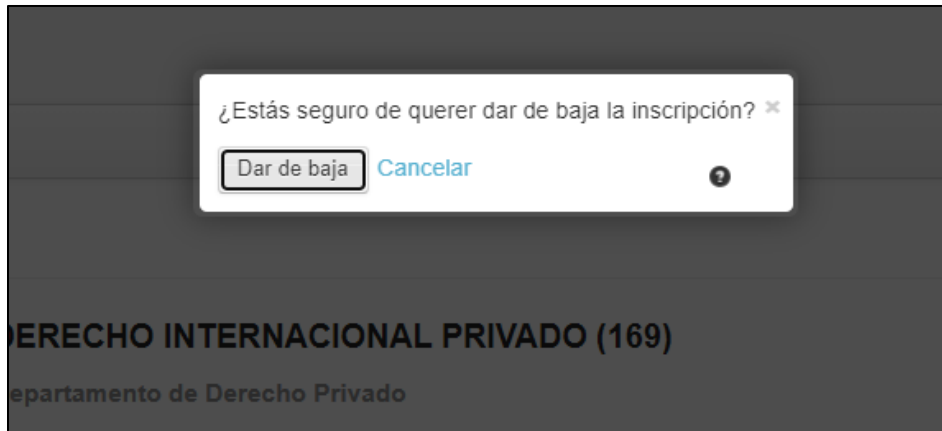 ¿Estás seguro de querer dar de baja la inscripción? ×
Dar de baja Cancelar ?
ERECHO INTERNACIONAL PRIVADO (169)
epartamento de Derecho Privado